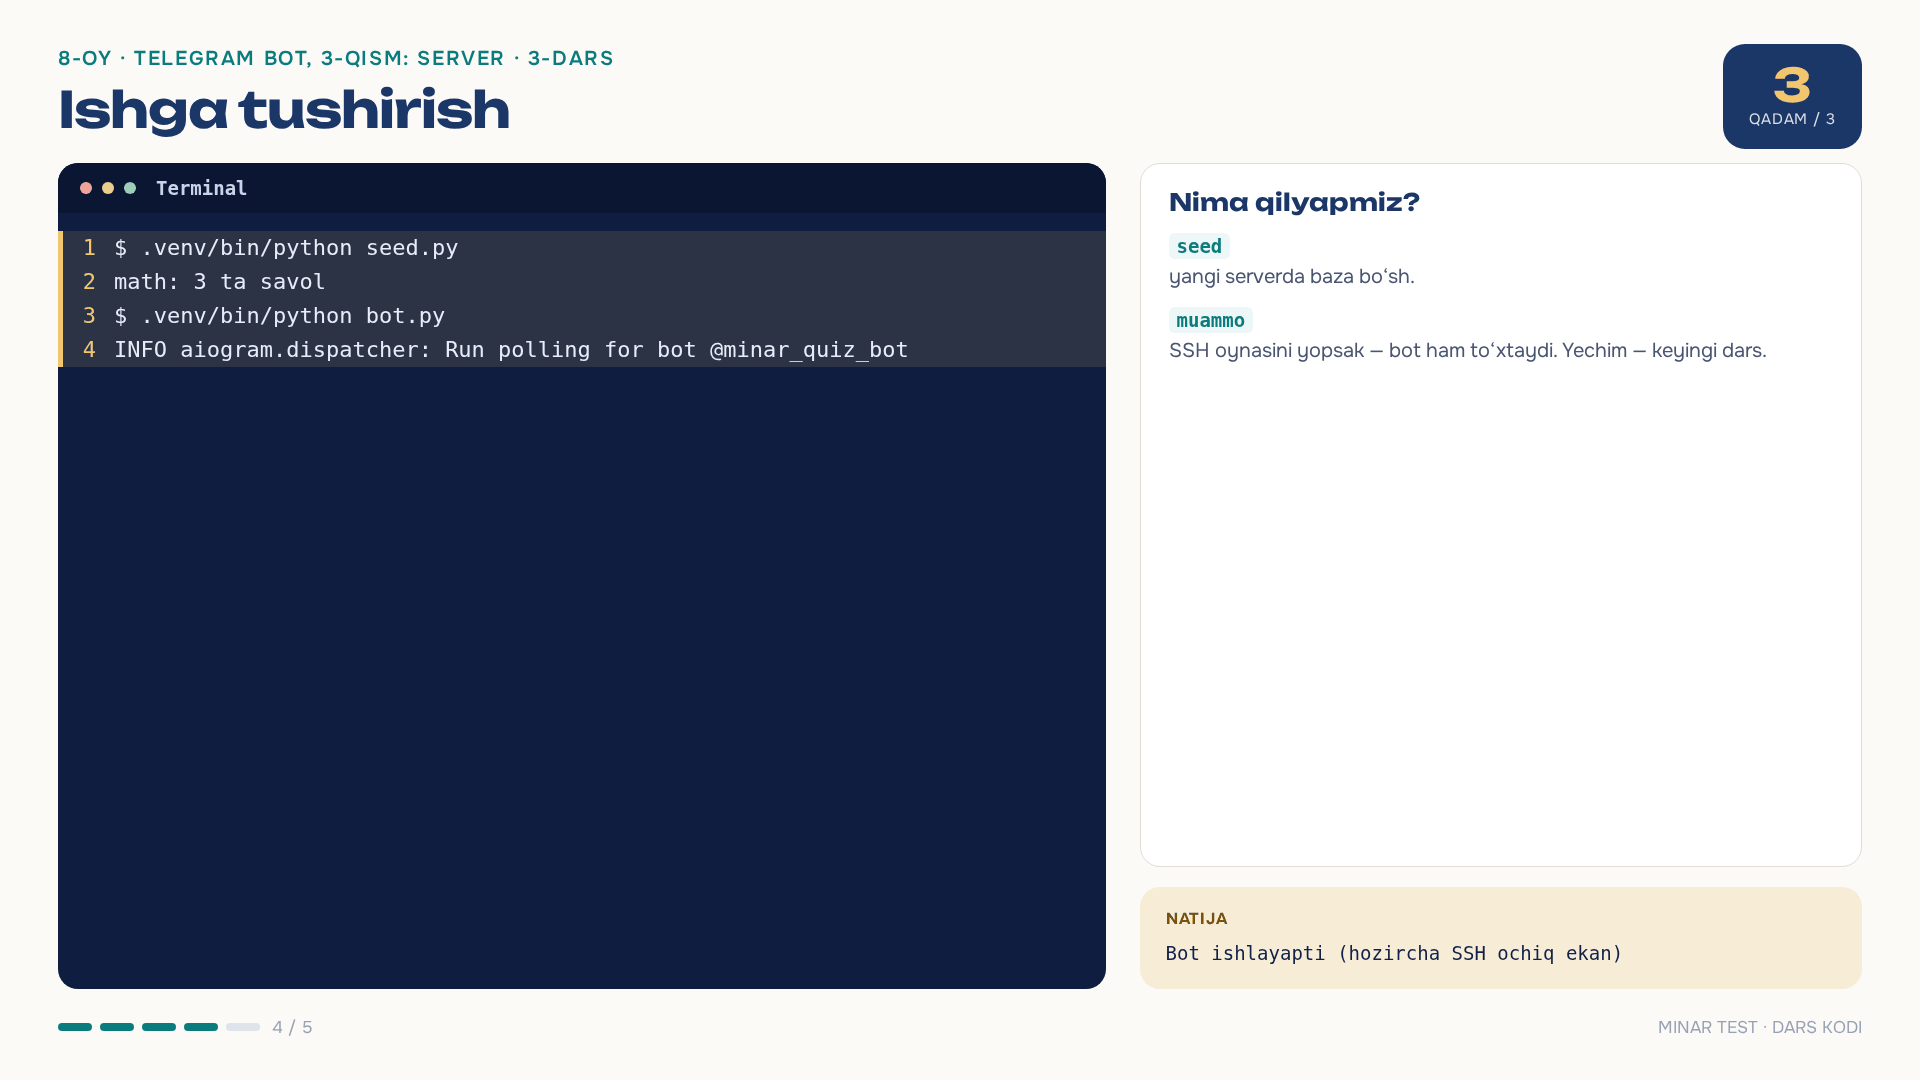 8-OY · TELEGRAM BOT, 3-QISM: SERVER · 3-DARS
Ishga tushirish
3
QADAM / 3
Terminal
1 $ .venv/bin/python seed.py
2 math: 3 ta savol
3 $ .venv/bin/python bot.py
4 INFO aiogram.dispatcher: Run polling for bot @minar_quiz_bot
Nima qilyapmiz?
seed
yangi serverda baza bo‘sh.
muammo
SSH oynasini yopsak — bot ham to‘xtaydi. Yechim — keyingi dars.
NATIJA
Bot ishlayapti (hozircha SSH ochiq ekan)
4 / 5
MINAR TEST · DARS KODI